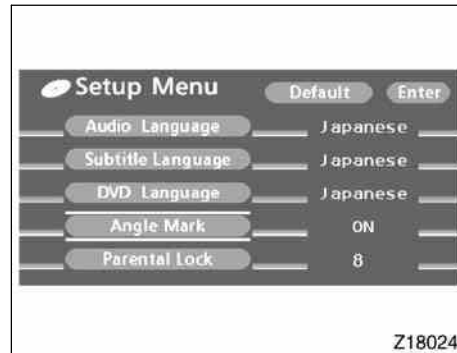 Setup Menu Default Enter
Audio Language Japanese
Subtitle Language Japanese
DVD Language Japanese
Angle Mark ON
Parental Lock 8
Z18024